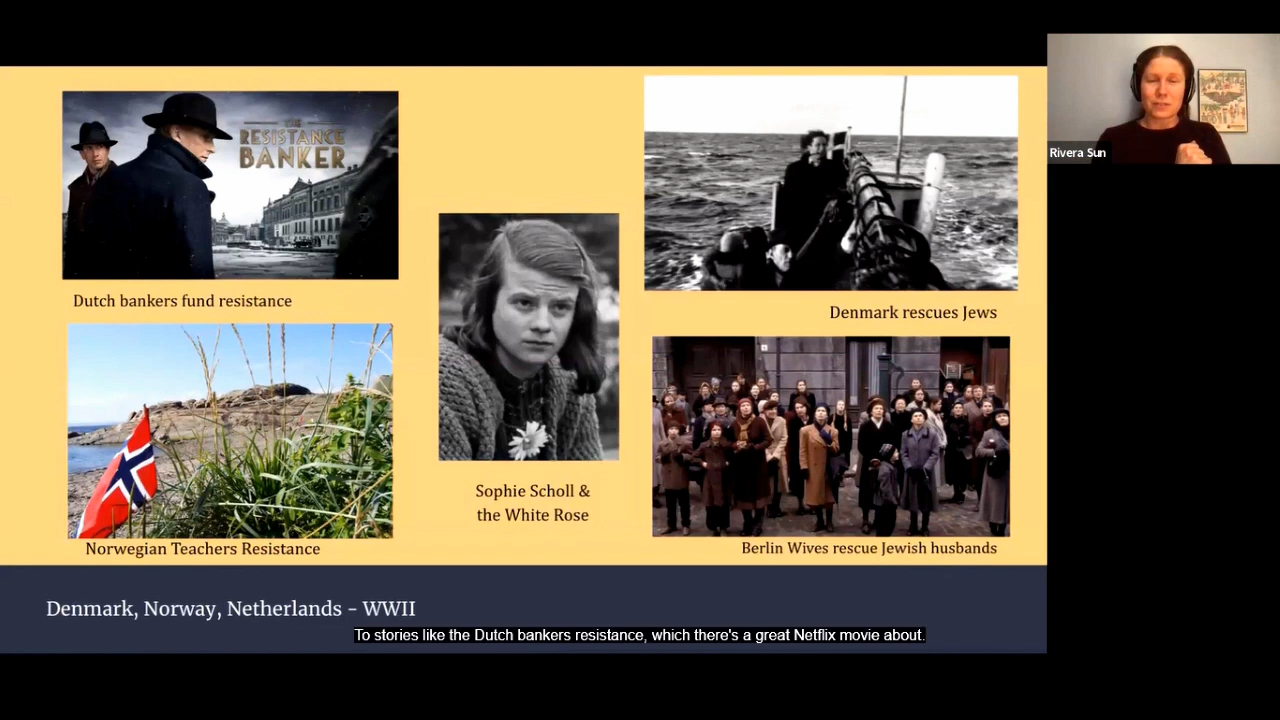 THE
RESISTANCE
BANKER
Dutch bankers fund resistance
Denmark rescues Jews
Sophie Scholl &
the White Rose
Norwegian Teachers Resistance
Berlin Wives rescue Jewish husbands
Denmark, Norway, Netherlands - WWII
To stories like the Dutch bankers resistance, which there's a great Netflix movie about.
Rivera Sun